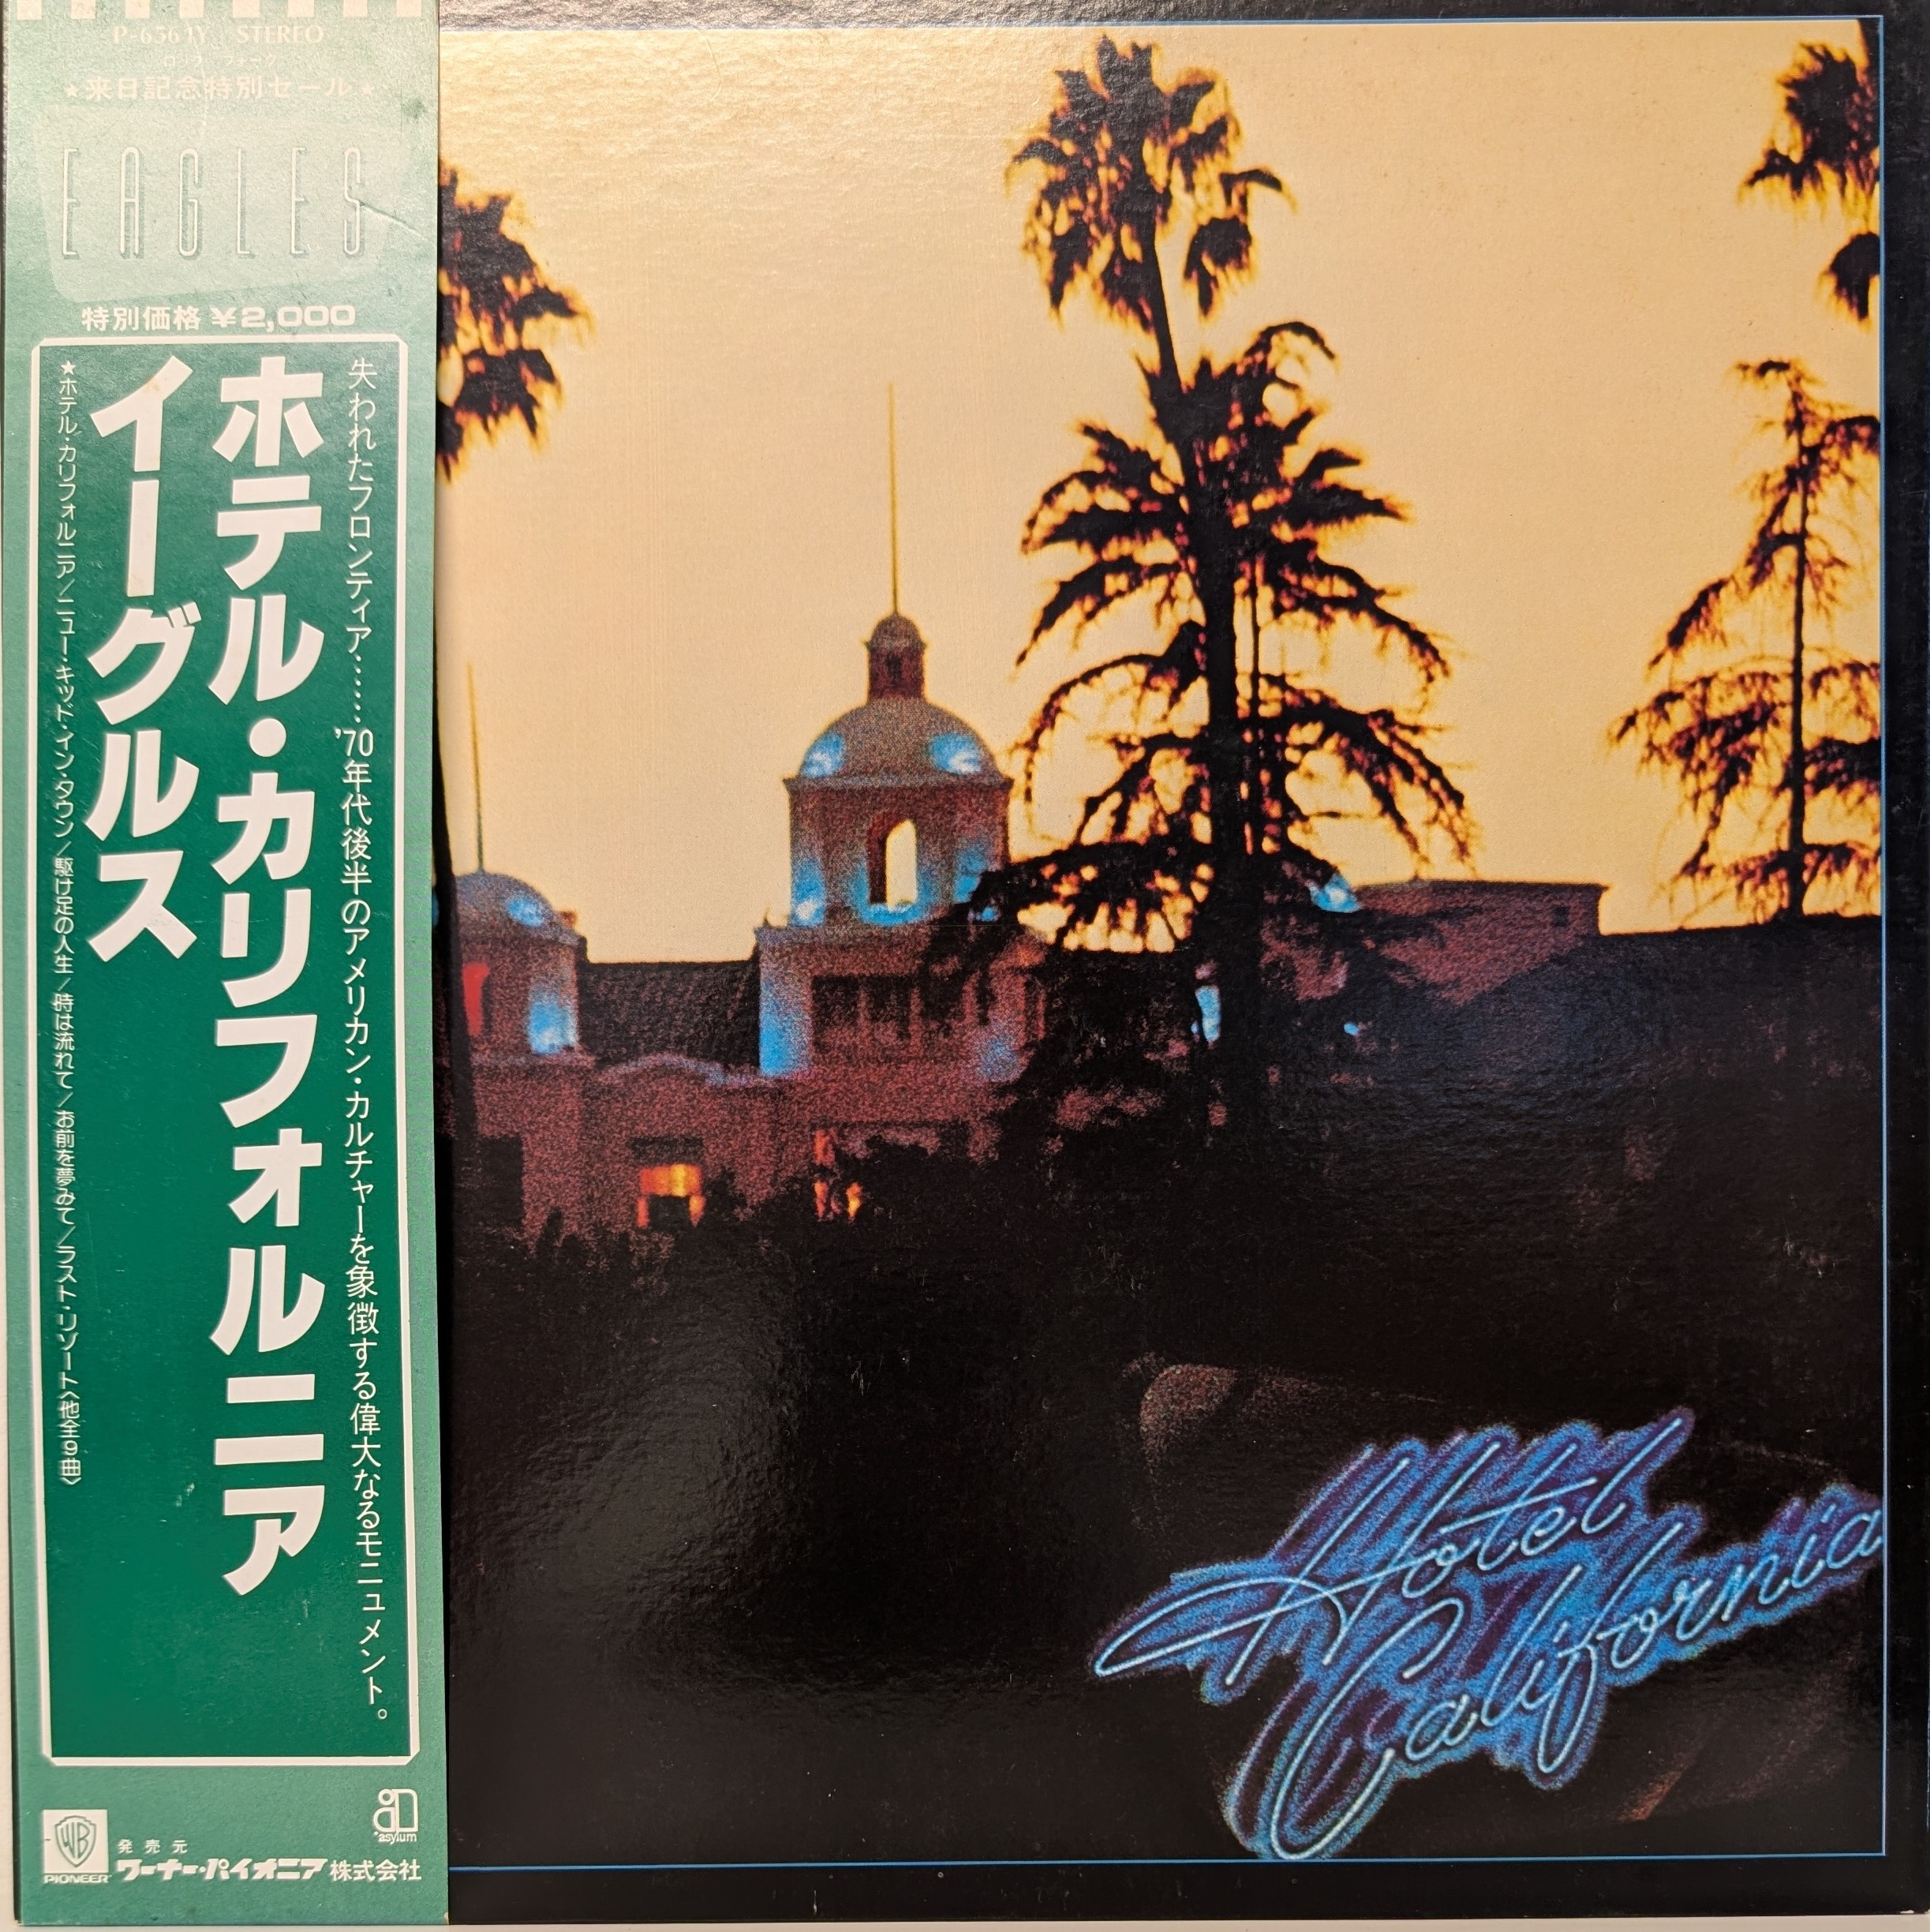 P-6561Y STEREO
ロック フォーク
★来日記念特別セール★
EAGLES
特別価格 ¥2,000
失われたフロンティア……'70年代後半のアメリカン・カルチャーを象徴する偉大なるモニュメント。
ホテル・カリフォルニア
イーグルス
★ホテル・カリフォルニア/ニュー・キッド・イン・タウン/駆け足の人生/時は流れて/お前を夢みて/ラスト・リゾート〈他全9曲〉
WB
PIONEER
発売元
ワーナー・パイオニア株式会社
asylum
Hotel
California